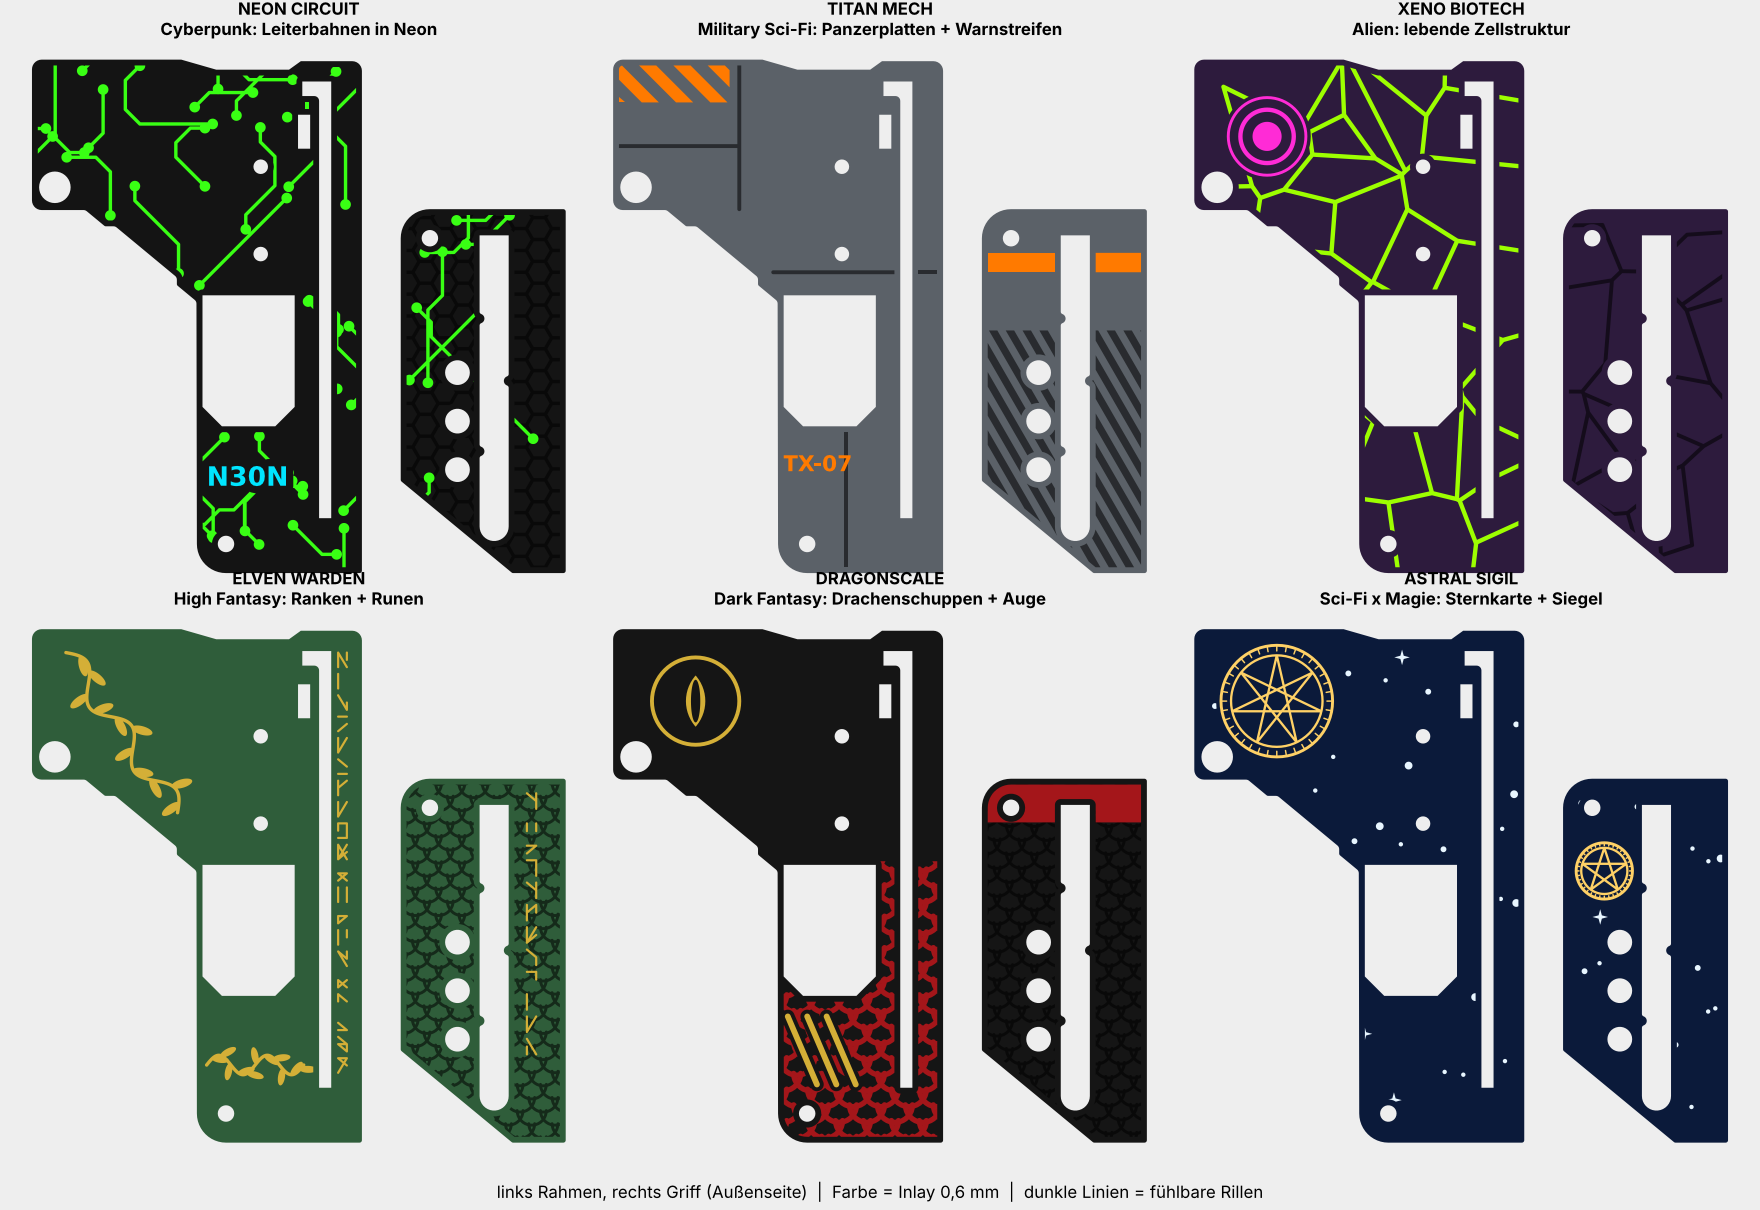 NEON CIRCUIT
Cyberpunk: Leiterbahnen in Neon
TITAN MECH
Military Sci-Fi: Panzerplatten + Warnstreifen
XENO BIOTECH
Alien: lebende Zellstruktur
N30N
TX-07
ELVEN WARDEN
High Fantasy: Ranken + Runen
DRAGONSCALE
Dark Fantasy: Drachenschuppen + Auge
ASTRAL SIGIL
Sci-Fi x Magie: Sternkarte + Siegel
links Rahmen, rechts Griff (Außenseite) | Farbe = Inlay 0,6 mm | dunkle Linien = fühlbare Rillen